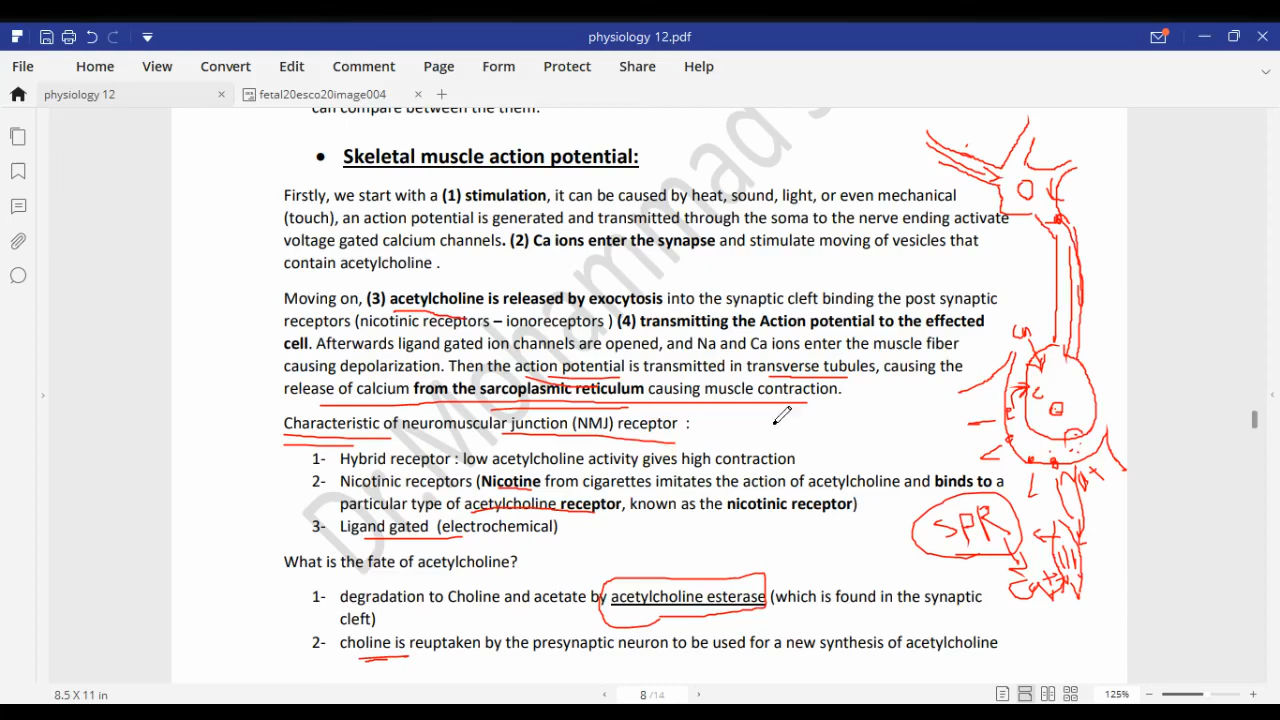 physiology 12.pdf
File Home View Convert Edit Comment Page Form Protect Share Help
physiology 12 fetal20esco20image004
can compare between the them.
• Skeletal muscle action potential:
Firstly, we start with a (1) stimulation, it can be caused by heat, sound, light, or even mechanical
(touch), an action potential is generated and transmitted through the soma to the nerve ending activate
voltage gated calcium channels. (2) Ca ions enter the synapse and stimulate moving of vesicles that
contain acetylcholine .
Moving on, (3) acetylcholine is released by exocytosis into the synaptic cleft binding the post synaptic
receptors (nicotinic receptors – ionoreceptors ) (4) transmitting the Action potential to the effected
cell. Afterwards ligand gated ion channels are opened, and Na and Ca ions enter the muscle fiber
causing depolarization. Then the action potential is transmitted in transverse tubules, causing the
release of calcium from the sarcoplasmic reticulum causing muscle contraction.
Characteristic of neuromuscular junction (NMJ) receptor :
1- Hybrid receptor : low acetylcholine activity gives high contraction
2- Nicotinic receptors (Nicotine from cigarettes imitates the action of acetylcholine and binds to a
particular type of acetylcholine receptor, known as the nicotinic receptor)
3- Ligand gated (electrochemical)
What is the fate of acetylcholine?
1- degradation to Choline and acetate by acetylcholine esterase (which is found in the synaptic
cleft)
2- choline is reuptaken by the presynaptic neuron to be used for a new synthesis of acetylcholine
Dr.Mohammad
Na+
SPR
Ca++
8.5 X 11 in 8 /14 125%